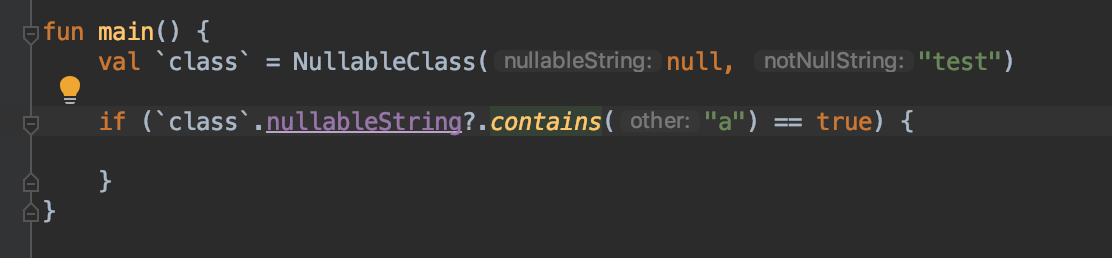 fun main() {
val `class` = NullableClass( nullableString: null, notNullString: "test")
if (`class`.nullableString?.contains( other: "a") == true) {
}
}